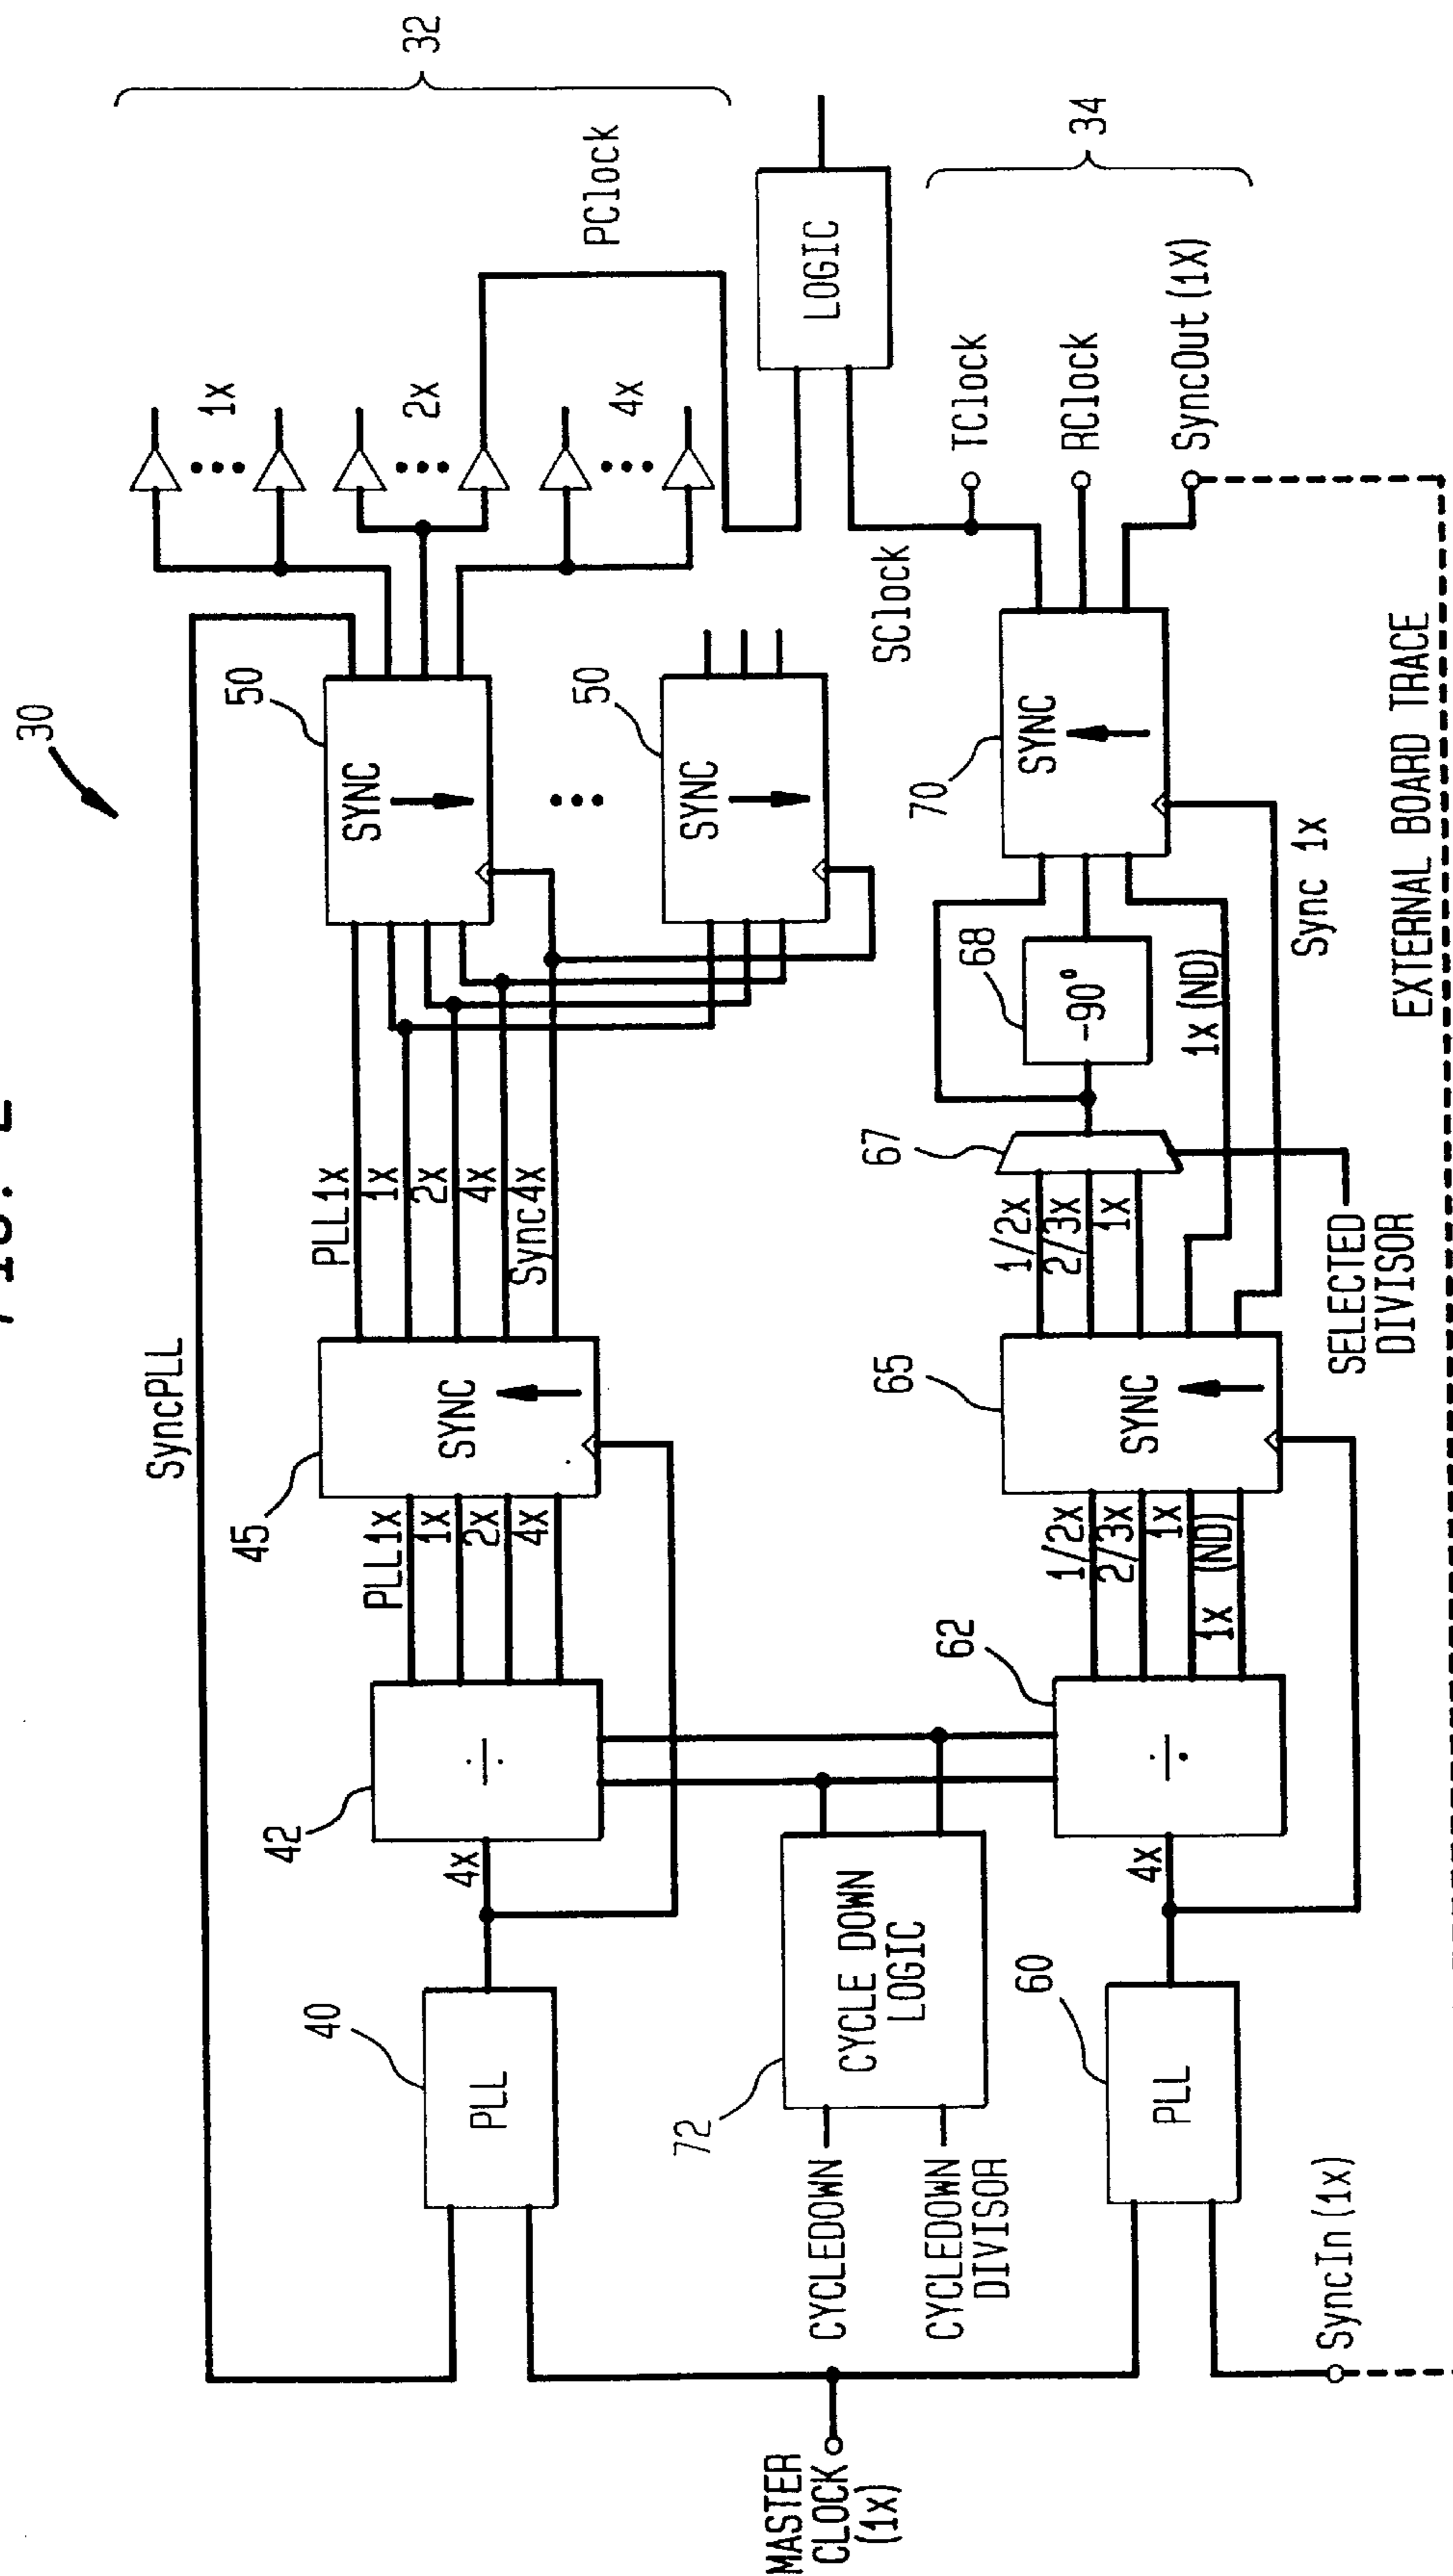 30
32
SyncPLL
1x
2x
4x
PClock
40
PLL
4x
42
÷
PLL1x
1x
2x
4x
45
SYNC
PLL1x
1x
2x
4x
Sync4x
50
SYNC
50
SYNC
LOGIC
MASTER
CLOCK
(1x)
CYCLEDOWN
CYCLEDOWN
DIVISOR
72
CYCLE DOWN
LOGIC
SClock
34
60
PLL
4x
62
÷
1/2x
2/3x
1x
1x (ND)
65
SYNC
1/2x
2/3x
1x
67
68
-90°
1x (ND)
70
SYNC
TClock
RClock
SyncOut (1X)
Sync 1x
SELECTED
DIVISOR
SyncIn (1x)
EXTERNAL BOARD TRACE